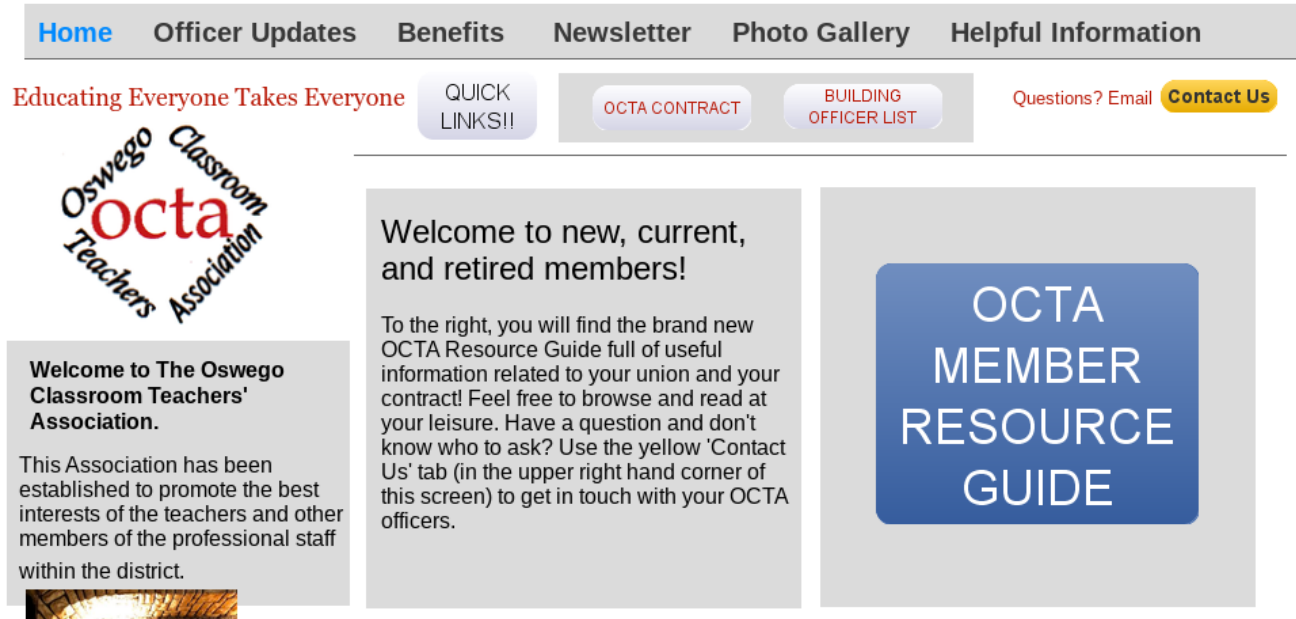 Home Officer Updates Benefits Newsletter Photo Gallery Helpful Information
Educating Everyone Takes Everyone
QUICK
LINKS!!
OCTA CONTRACT
BUILDING
OFFICER LIST
Questions? Email Contact Us
Oswego Classroom
octa
Teachers Association
Welcome to The Oswego
Classroom Teachers'
Association.
This Association has been
established to promote the best
interests of the teachers and other
members of the professional staff
within the district.
Welcome to new, current,
and retired members!
To the right, you will find the brand new
OCTA Resource Guide full of useful
information related to your union and your
contract! Feel free to browse and read at
your leisure. Have a question and don't
know who to ask? Use the yellow 'Contact
Us' tab (in the upper right hand corner of
this screen) to get in touch with your OCTA
officers.
OCTA
MEMBER
RESOURCE
GUIDE